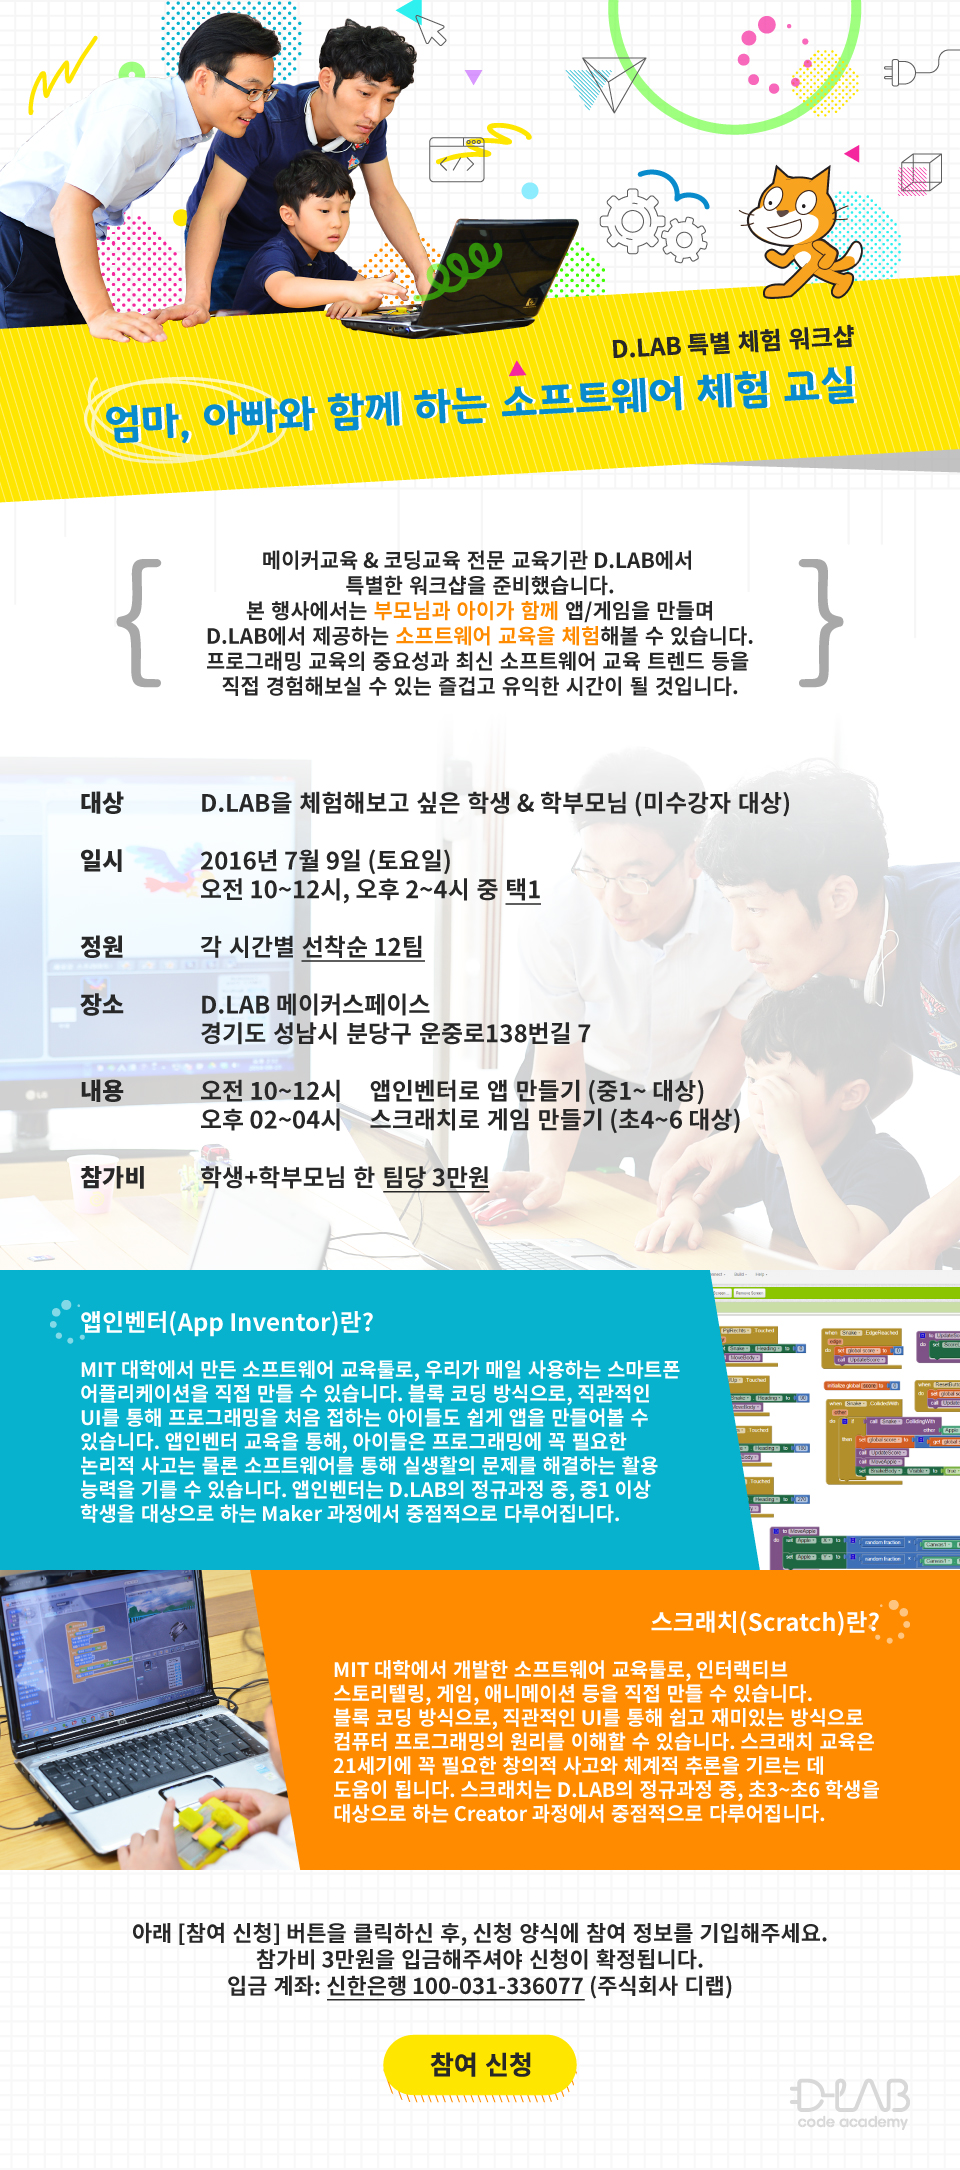 D.LAB 특별 체험 워크샵
엄마, 아빠와 함께 하는 소프트웨어 체험 교실
메이커교육 & 코딩교육 전문 교육기관 D.LAB에서
특별한 워크샵을 준비했습니다.
본 행사에서는 부모님과 아이가 함께 앱/게임을 만들며
D.LAB에서 제공하는 소프트웨어 교육을 체험해볼 수 있습니다.
프로그래밍 교육의 중요성과 최신 소프트웨어 교육 트렌드 등을
직접 경험해보실 수 있는 즐겁고 유익한 시간이 될 것입니다.
대상 D.LAB을 체험해보고 싶은 학생 & 학부모님 (미수강자 대상)
일시 2016년 7월 9일 (토요일)
오전 10~12시, 오후 2~4시 중 택1
정원 각 시간별 선착순 12팀
장소 D.LAB 메이커스페이스
경기도 성남시 분당구 운중로138번길 7
내용 오전 10~12시 앱인벤터로 앱 만들기 (중1~ 대상)
오후 02~04시 스크래치로 게임 만들기 (초4~6 대상)
참가비 학생+학부모님 한 팀당 3만원
앱인벤터(App Inventor)란?
MIT 대학에서 만든 소프트웨어 교육툴로, 우리가 매일 사용하는 스마트폰
어플리케이션을 직접 만들 수 있습니다. 블록 코딩 방식으로, 직관적인
UI를 통해 프로그래밍을 처음 접하는 아이들도 쉽게 앱을 만들어볼 수
있습니다. 앱인벤터 교육을 통해, 아이들은 프로그래밍에 꼭 필요한
논리적 사고는 물론 소프트웨어를 통해 실생활의 문제를 해결하는 활용
능력을 기를 수 있습니다. 앱인벤터는 D.LAB의 정규과정 중, 중1 이상
학생을 대상으로 하는 Maker 과정에서 중점적으로 다루어집니다.
스크래치(Scratch)란?
MIT 대학에서 개발한 소프트웨어 교육툴로, 인터랙티브
스토리텔링, 게임, 애니메이션 등을 직접 만들 수 있습니다.
블록 코딩 방식으로, 직관적인 UI를 통해 쉽고 재미있는 방식으로
컴퓨터 프로그래밍의 원리를 이해할 수 있습니다. 스크래치 교육은
21세기에 꼭 필요한 창의적 사고와 체계적 추론을 기르는 데
도움이 됩니다. 스크래치는 D.LAB의 정규과정 중, 초3~초6 학생을
대상으로 하는 Creator 과정에서 중점적으로 다루어집니다.
아래 [참여 신청] 버튼을 클릭하신 후, 신청 양식에 참여 정보를 기입해주세요.
참가비 3만원을 입금해주셔야 신청이 확정됩니다.
입금 계좌: 신한은행 100-031-336077 (주식회사 디랩)
참여 신청
D-LAB
code academy